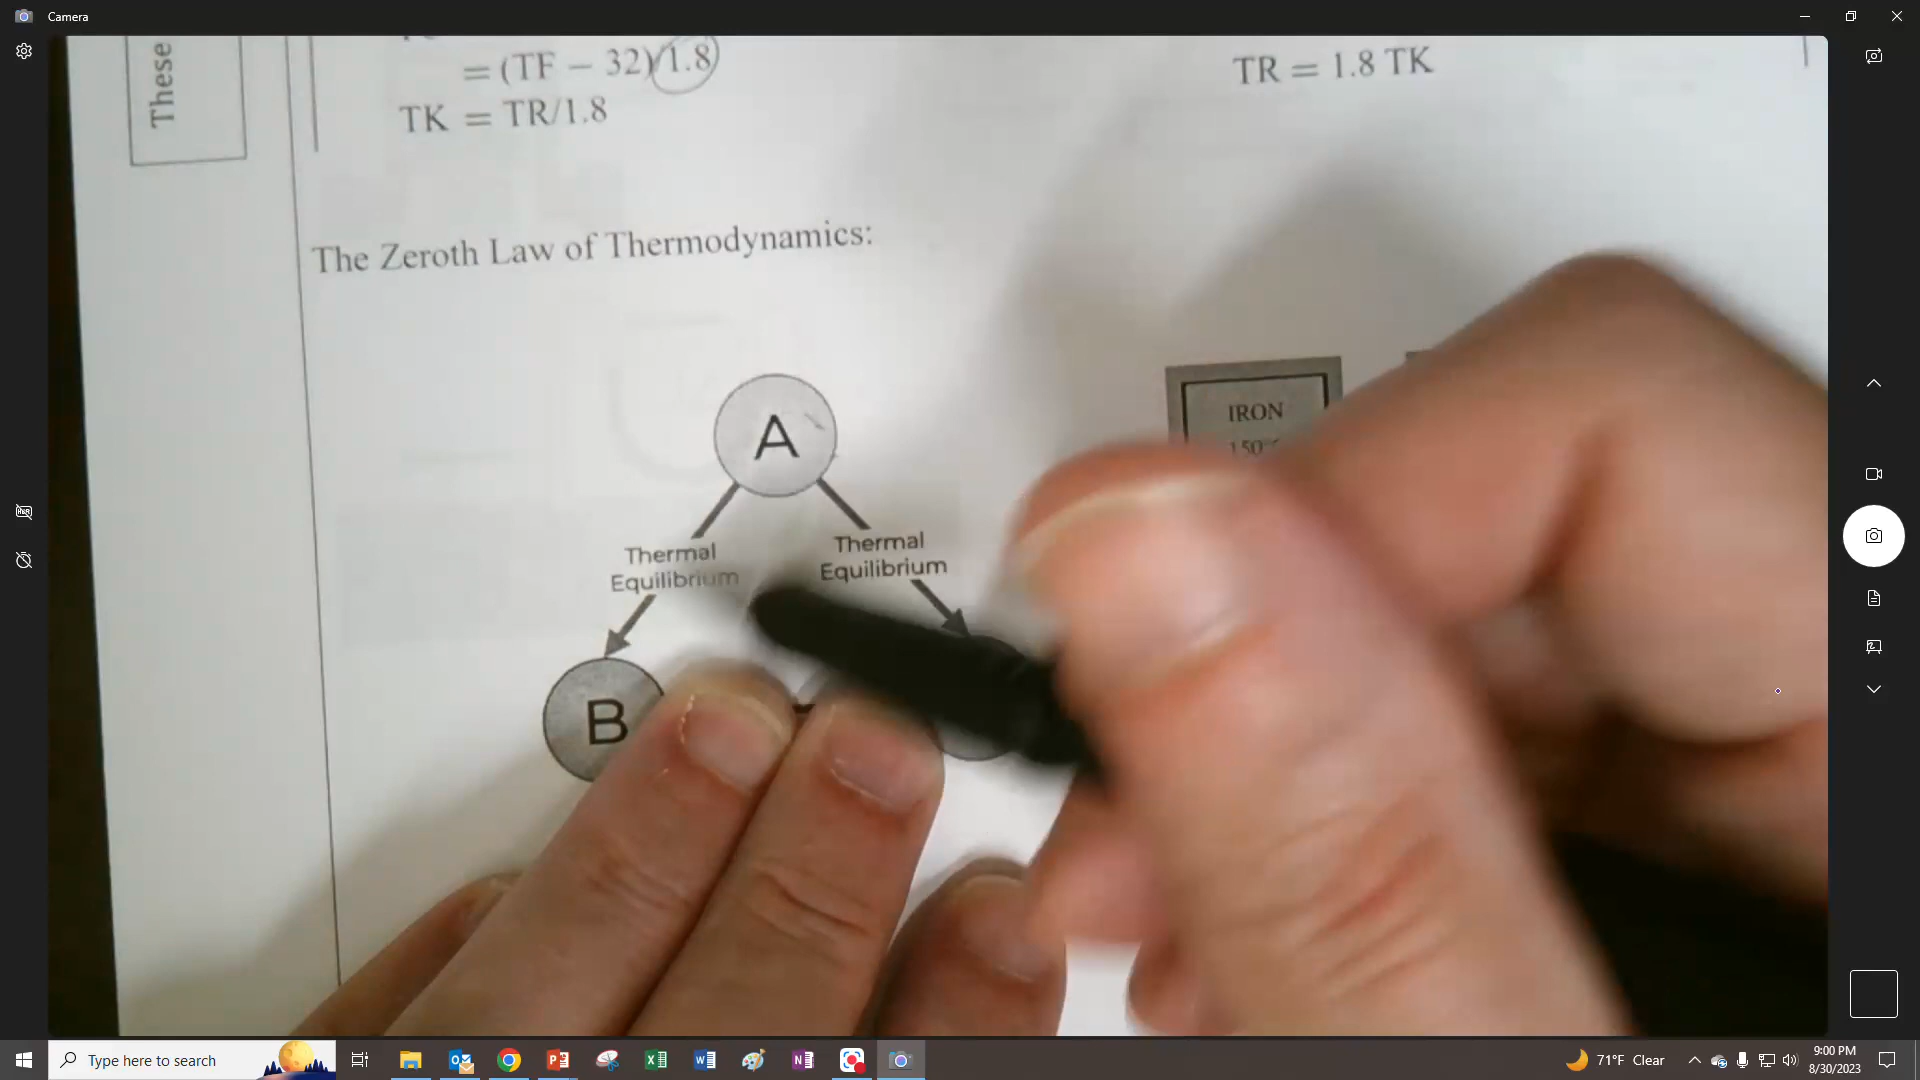 Camera
These
= (TF − 32)/1.8
TK = TR/1.8
TR = 1.8 TK
The Zeroth Law of Thermodynamics:
A
IRON
Thermal
Equilibrium
Thermal
Equilibrium
B
Type here to search
71°F Clear
9:00 PM
8/30/2023